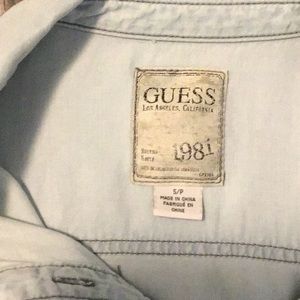 GUESS
LOS ANGELES, CALIFORNIA
1981
S/P
MADE IN CHINA
FABRIQUÉ EN
CHINE